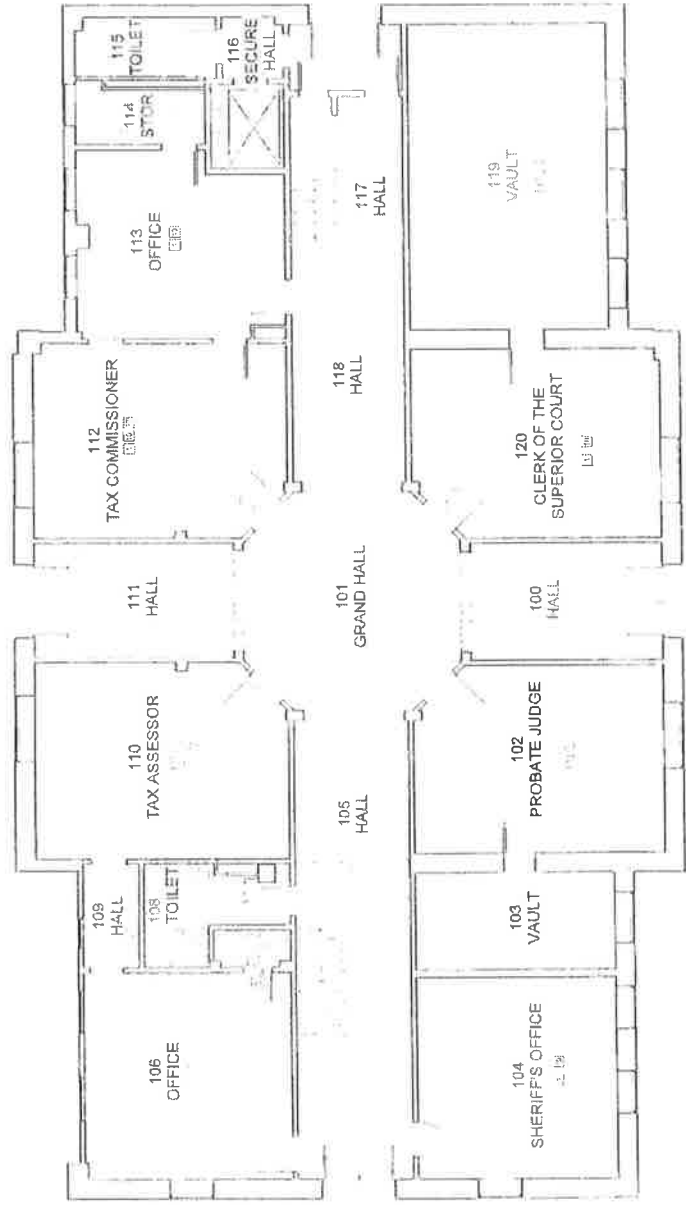 115
TOILET
116
SECURE
HALL
114
STOR
113
OFFICE
117
HALL
119
VAULT
112
TAX COMMISSIONER
118
HALL
120
CLERK OF THE
SUPERIOR COURT
111
HALL
101
GRAND HALL
100
HALL
110
TAX ASSESSOR
105
HALL
102
PROBATE JUDGE
109
HALL
108
TOILET
103
VAULT
106
OFFICE
104
SHERIFF'S OFFICE